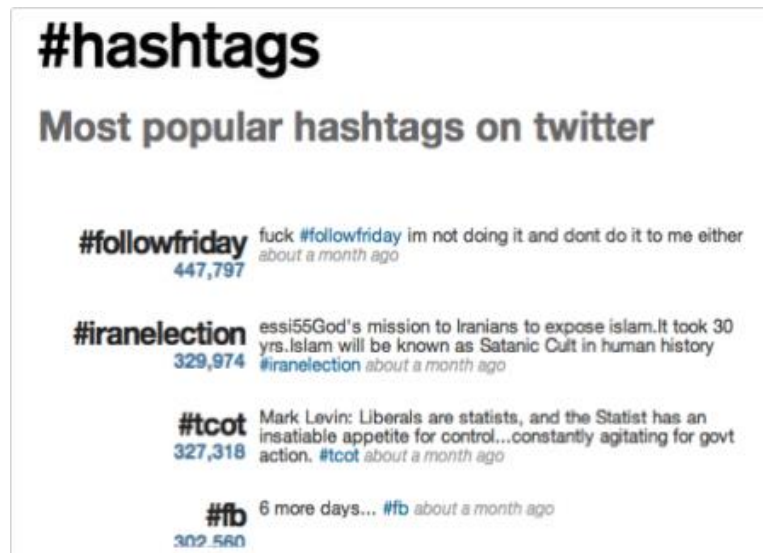 #hashtags
Most popular hashtags on twitter
#followfriday
447,797
fuck #followfriday im not doing it and dont do it to me either
about a month ago
#iranelection
329,974
essi55God's mission to Iranians to expose islam.It took 30
yrs.Islam will be known as Satanic Cult in human history
#iranelection about a month ago
#tcot
327,318
Mark Levin: Liberals are statists, and the Statist has an
insatiable appetite for control...constantly agitating for govt
action. #tcot about a month ago
#fb
302,560
6 more days... #fb about a month ago